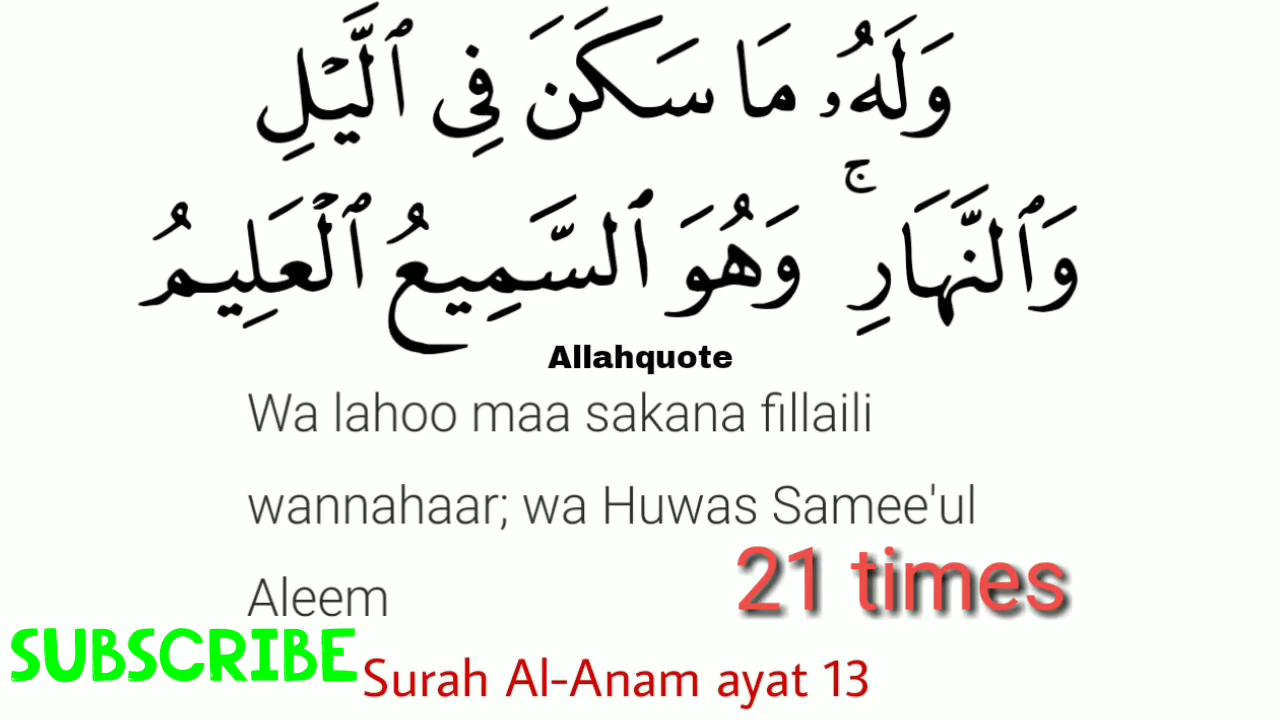 وَلَهُۥ مَا سَكَنَ فِى ٱلَّيْلِ
وَٱلنَّهَارِ ۚ وَهُوَ ٱلسَّمِيعُ ٱلْعَلِيمُ
Allahquote
Wa lahoo maa sakana fillaili
wannahaar; wa Huwas Samee'ul
Aleem
21 times
SUBSCRIBE
Surah Al-Anam ayat 13